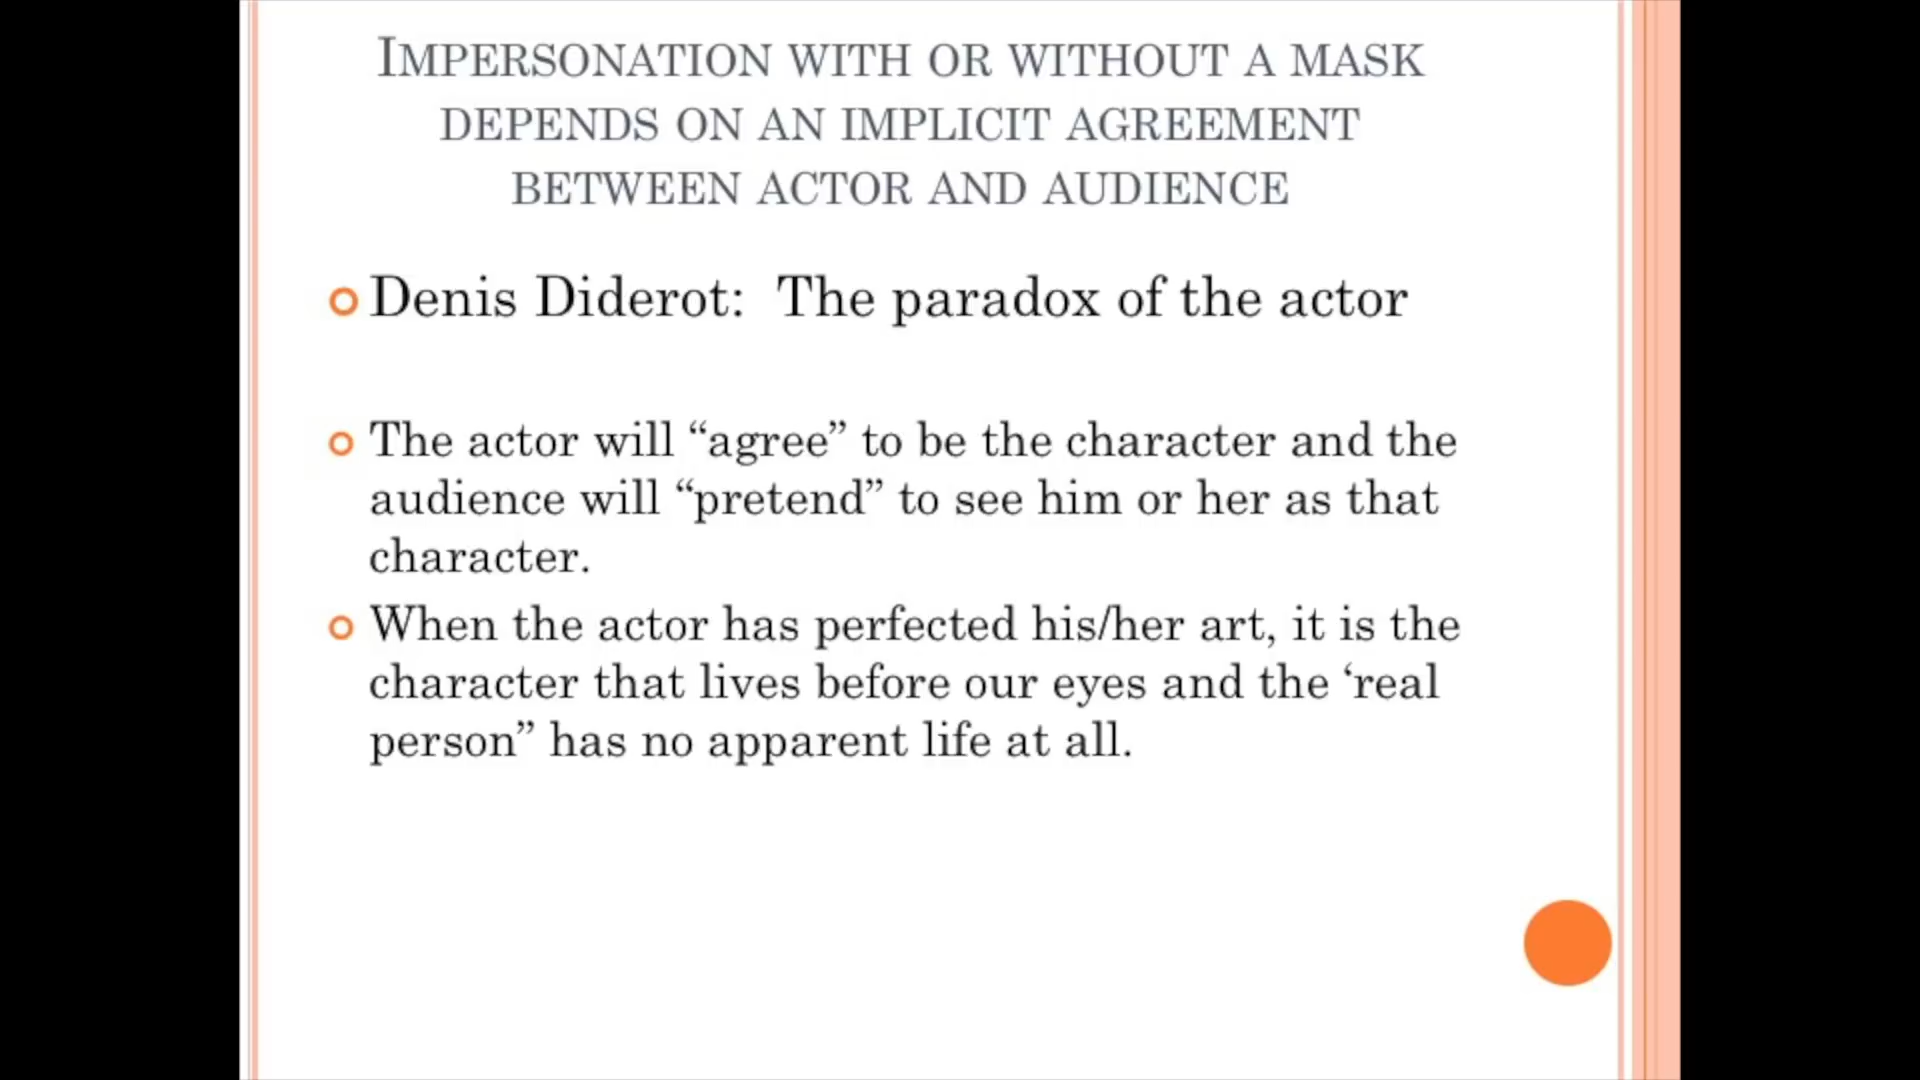 IMPERSONATION WITH OR WITHOUT A MASK
DEPENDS ON AN IMPLICIT AGREEMENT
BETWEEN ACTOR AND AUDIENCE
Denis Diderot: The paradox of the actor
The actor will “agree” to be the character and the
audience will “pretend” to see him or her as that
character.
When the actor has perfected his/her art, it is the
character that lives before our eyes and the ‘real
person” has no apparent life at all.